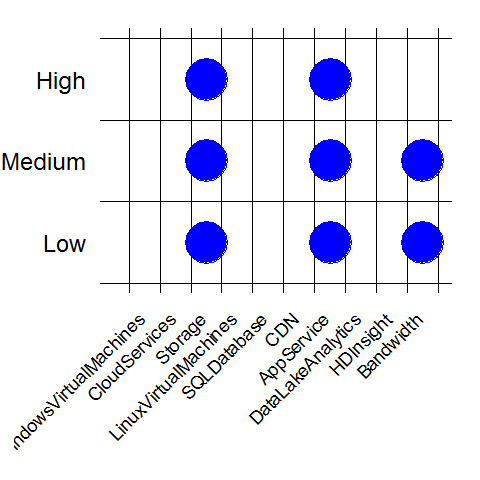 High
Medium
Low
ndowsVirtualMachines
CloudServices
Storage
LinuxVirtualMachines
SQLDatabase
CDN
AppService
DataLakeAnalytics
HDInsight
Bandwidth